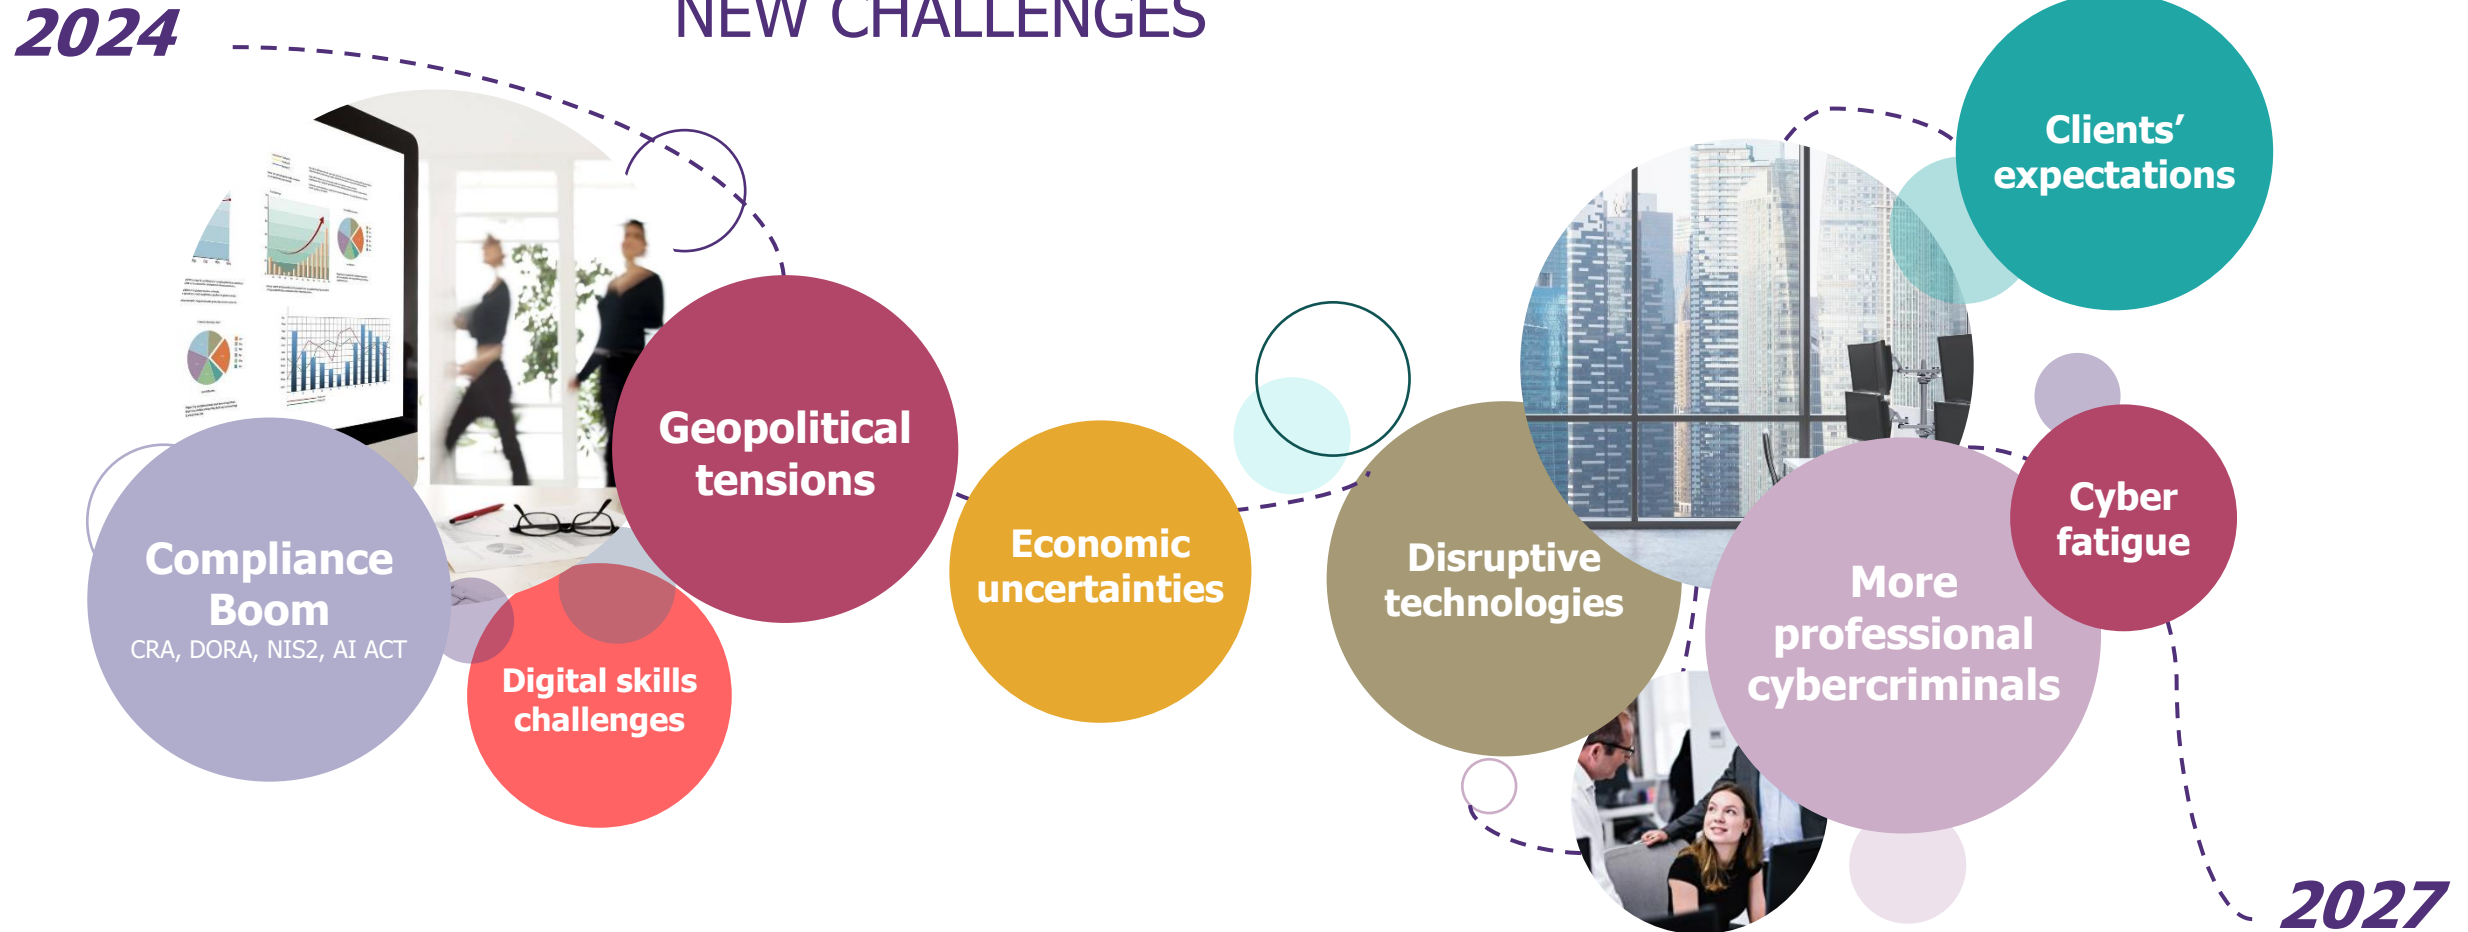 2024
NEW CHALLENGES
Clients’
expectations
Geopolitical
tensions
Cyber
fatigue
Economic
uncertainties
Disruptive
technologies
Compliance
Boom
CRA, DORA, NIS2, AI ACT
More
professional
cybercriminals
Digital skills
challenges
2027